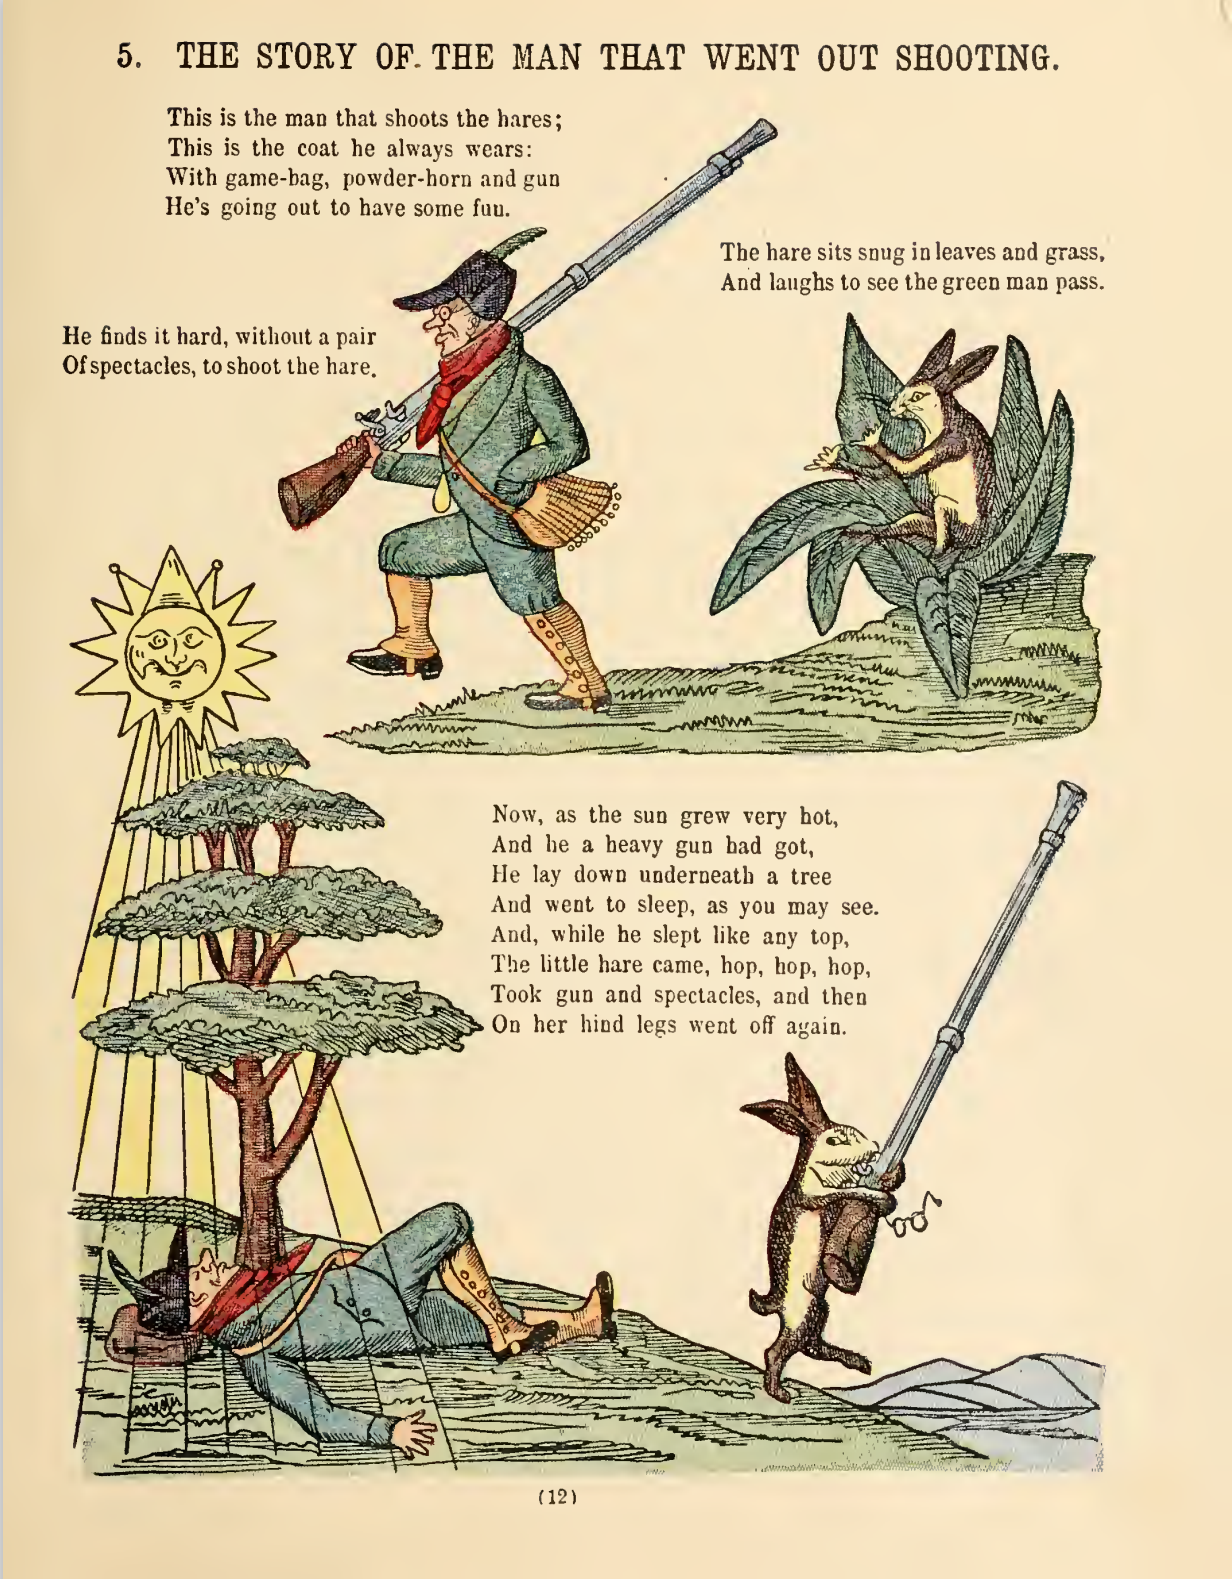 5. THE STORY OF THE MAN THAT WENT OUT SHOOTING.
This is the man that shoots the hares;
This is the coat he always wears:
With game-bag, powder-horn and gun
He's going out to have some fun.
The hare sits snug in leaves and grass,
And laughs to see the green man pass.
He finds it hard, without a pair
Of spectacles, to shoot the hare.
Now, as the sun grew very hot,
And he a heavy gun had got,
He lay down underneath a tree
And went to sleep, as you may see.
And, while he slept like any top,
The little hare came, hop, hop, hop,
Took gun and spectacles, and then
On her hind legs went off again.
(12)